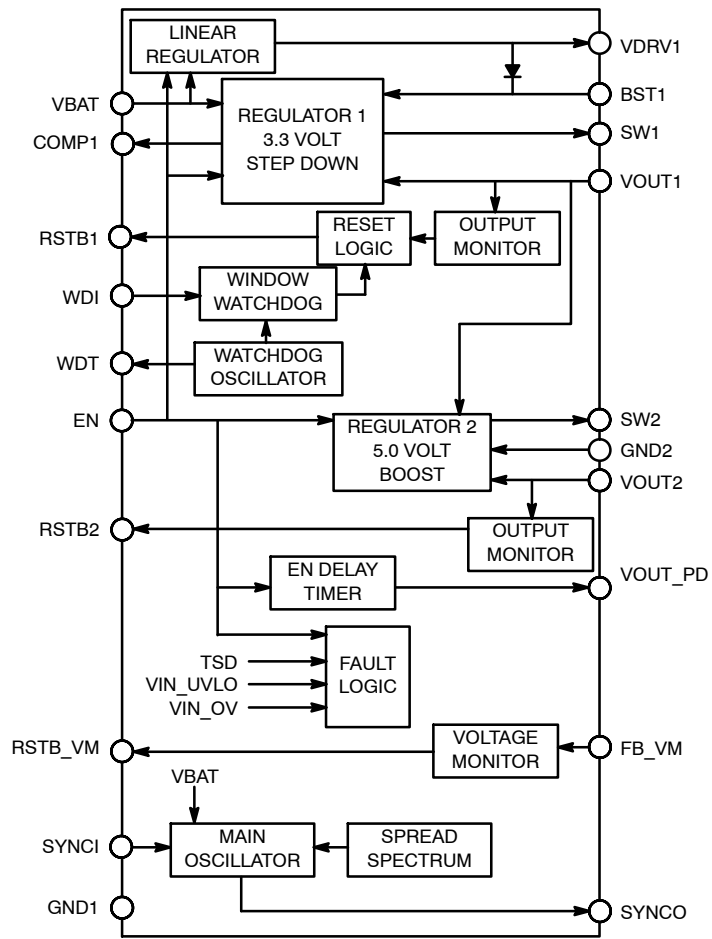 LINEAR
REGULATOR
VDRV1
VBAT
REGULATOR 1
3.3 VOLT
STEP DOWN
BST1
COMP1
SW1
VOUT1
RSTB1
RESET
LOGIC
OUTPUT
MONITOR
WDI
WINDOW
WATCHDOG
WDT
WATCHDOG
OSCILLATOR
EN
REGULATOR 2
5.0 VOLT
BOOST
SW2
GND2
VOUT2
RSTB2
OUTPUT
MONITOR
EN DELAY
TIMER
VOUT_PD
TSD
VIN_UVLO
VIN_OV
FAULT
LOGIC
RSTB_VM
VOLTAGE
MONITOR
FB_VM
VBAT
SYNCI
MAIN
OSCILLATOR
SPREAD
SPECTRUM
GND1
SYNCO